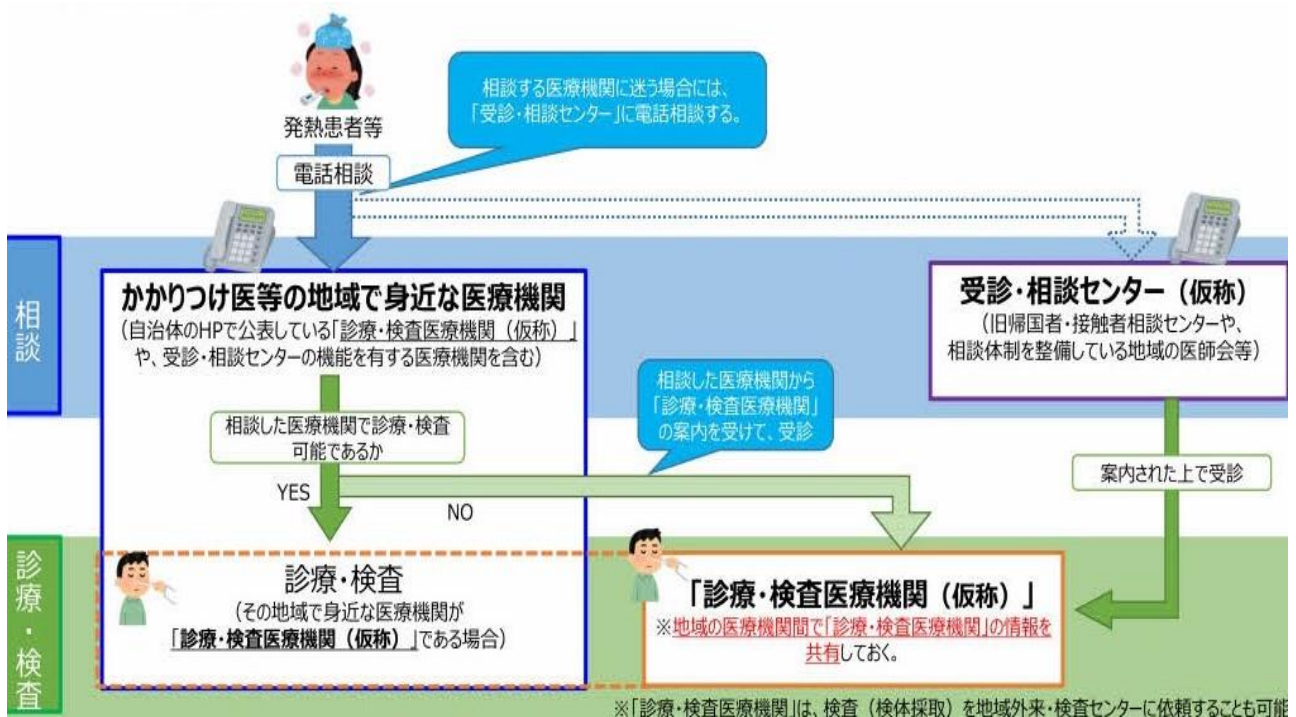 発熱患者等
電話相談
相談する医療機関に迷う場合には、
「受診・相談センター」に電話相談する。
相談
かかりつけ医等の地域で身近な医療機関
(自治体のHPで公表している「診療・検査医療機関（仮称）」
や、受診・相談センターの機能を有する医療機関を含む)
受診・相談センター（仮称）
(旧帰国者・接触者相談センターや、
相談体制を整備している地域の医師会等)
相談した医療機関で診療・検査
可能であるか
相談した医療機関から
「診療・検査医療機関」
の案内を受けて、受診
案内された上で受診
YES
NO
診療・検査
診療・検査
(その地域で身近な医療機関が
「診療・検査医療機関（仮称）」である場合)
「診療・検査医療機関（仮称）」
※地域の医療機関間で「診療・検査医療機関」の情報を
共有しておく。
※「診療・検査医療機関」は、検査（検体採取）を地域外来・検査センターに依頼することも可能